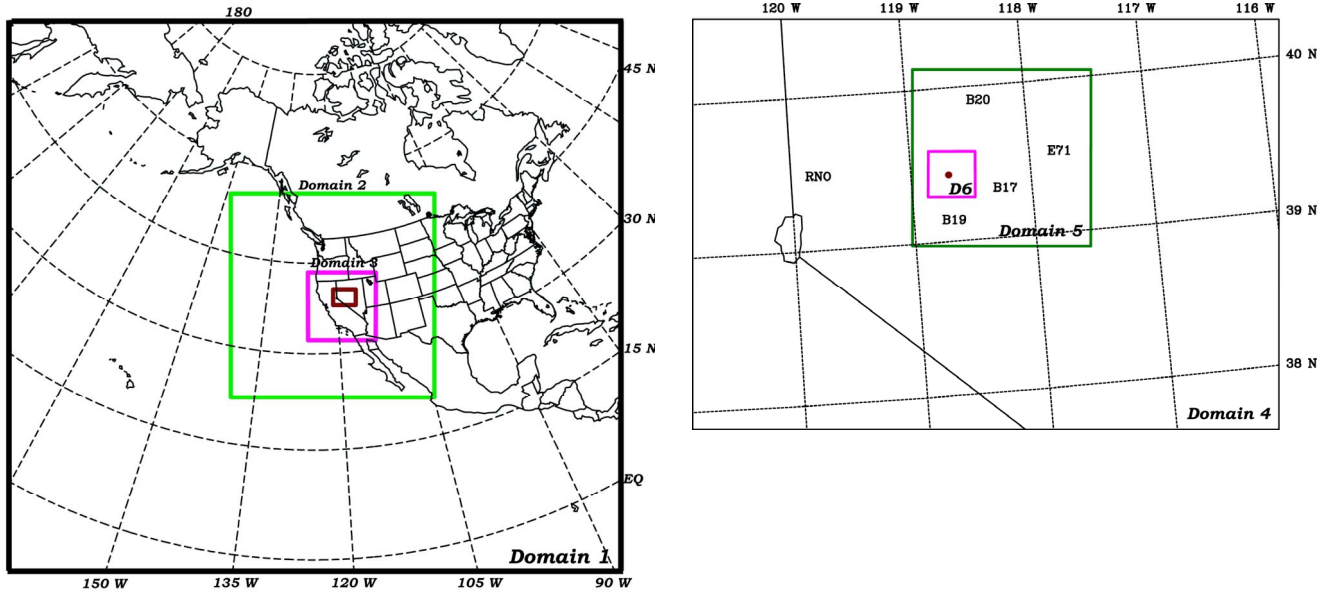 180
45 N
Domain 2
30 N
Domain 3
15 N
EQ
Domain 1
150 W
135 W
120 W
105 W
90 W
120 W
119 W
118 W
117 W
116 W
40 N
B20
E71
RNO
D6
B17
B19
39 N
Domain 5
38 N
Domain 4